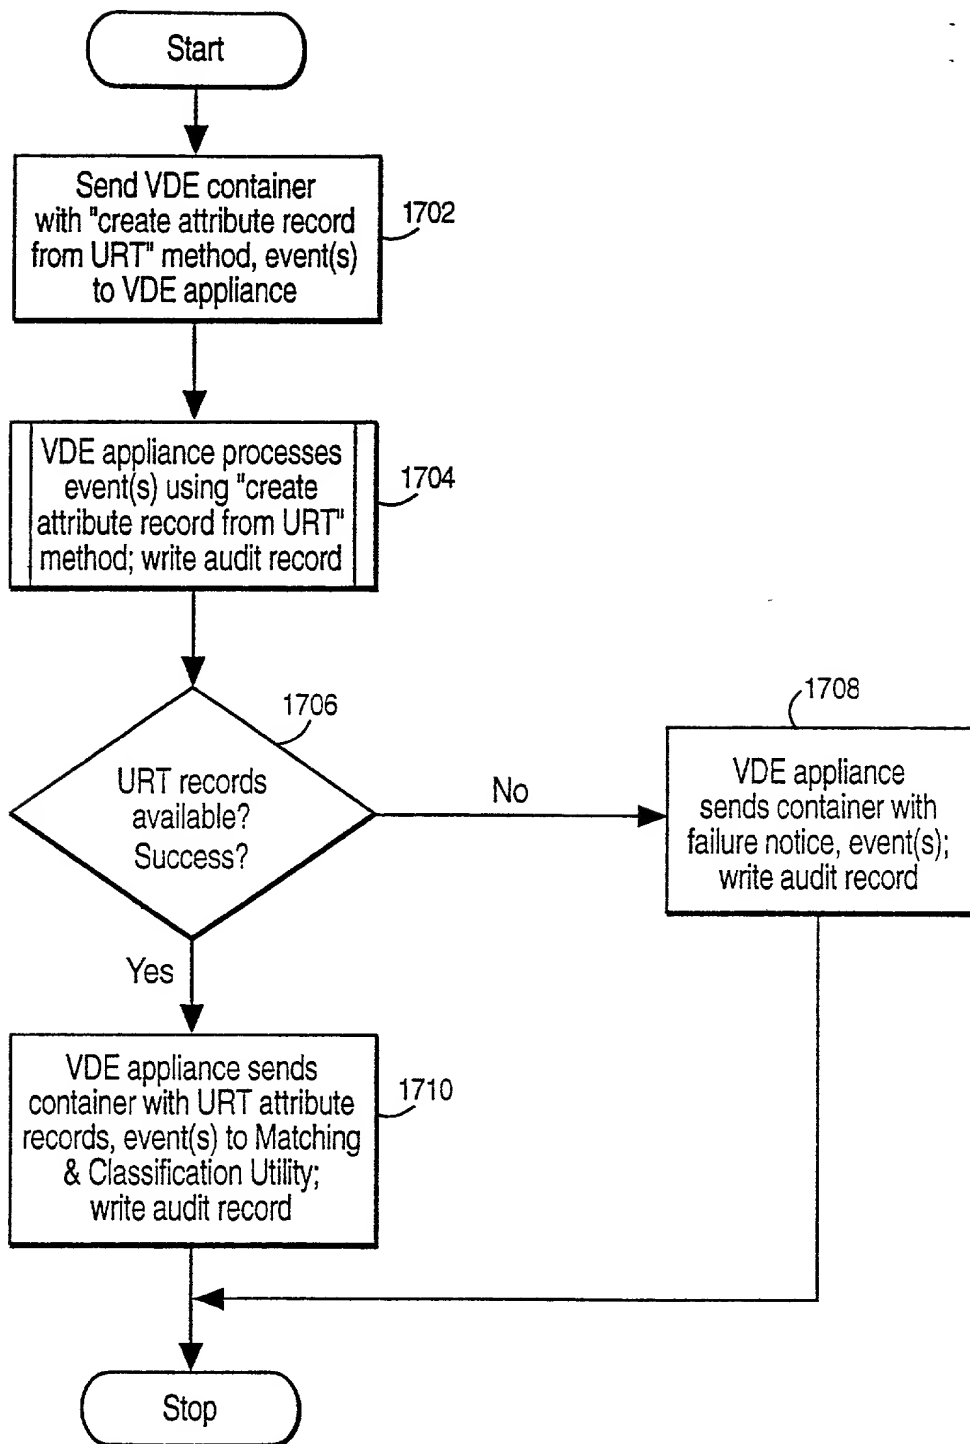 Start
Send VDE container
with "create attribute record
from URT" method, event(s)
to VDE appliance
1702
VDE appliance processes
event(s) using "create
attribute record from URT"
method; write audit record
1704
1706
URT records
available?
Success?
No
1708
VDE appliance
sends container with
failure notice, event(s);
write audit record
Yes
VDE appliance sends
container with URT attribute
records, event(s) to Matching
& Classification Utility;
write audit record
1710
Stop